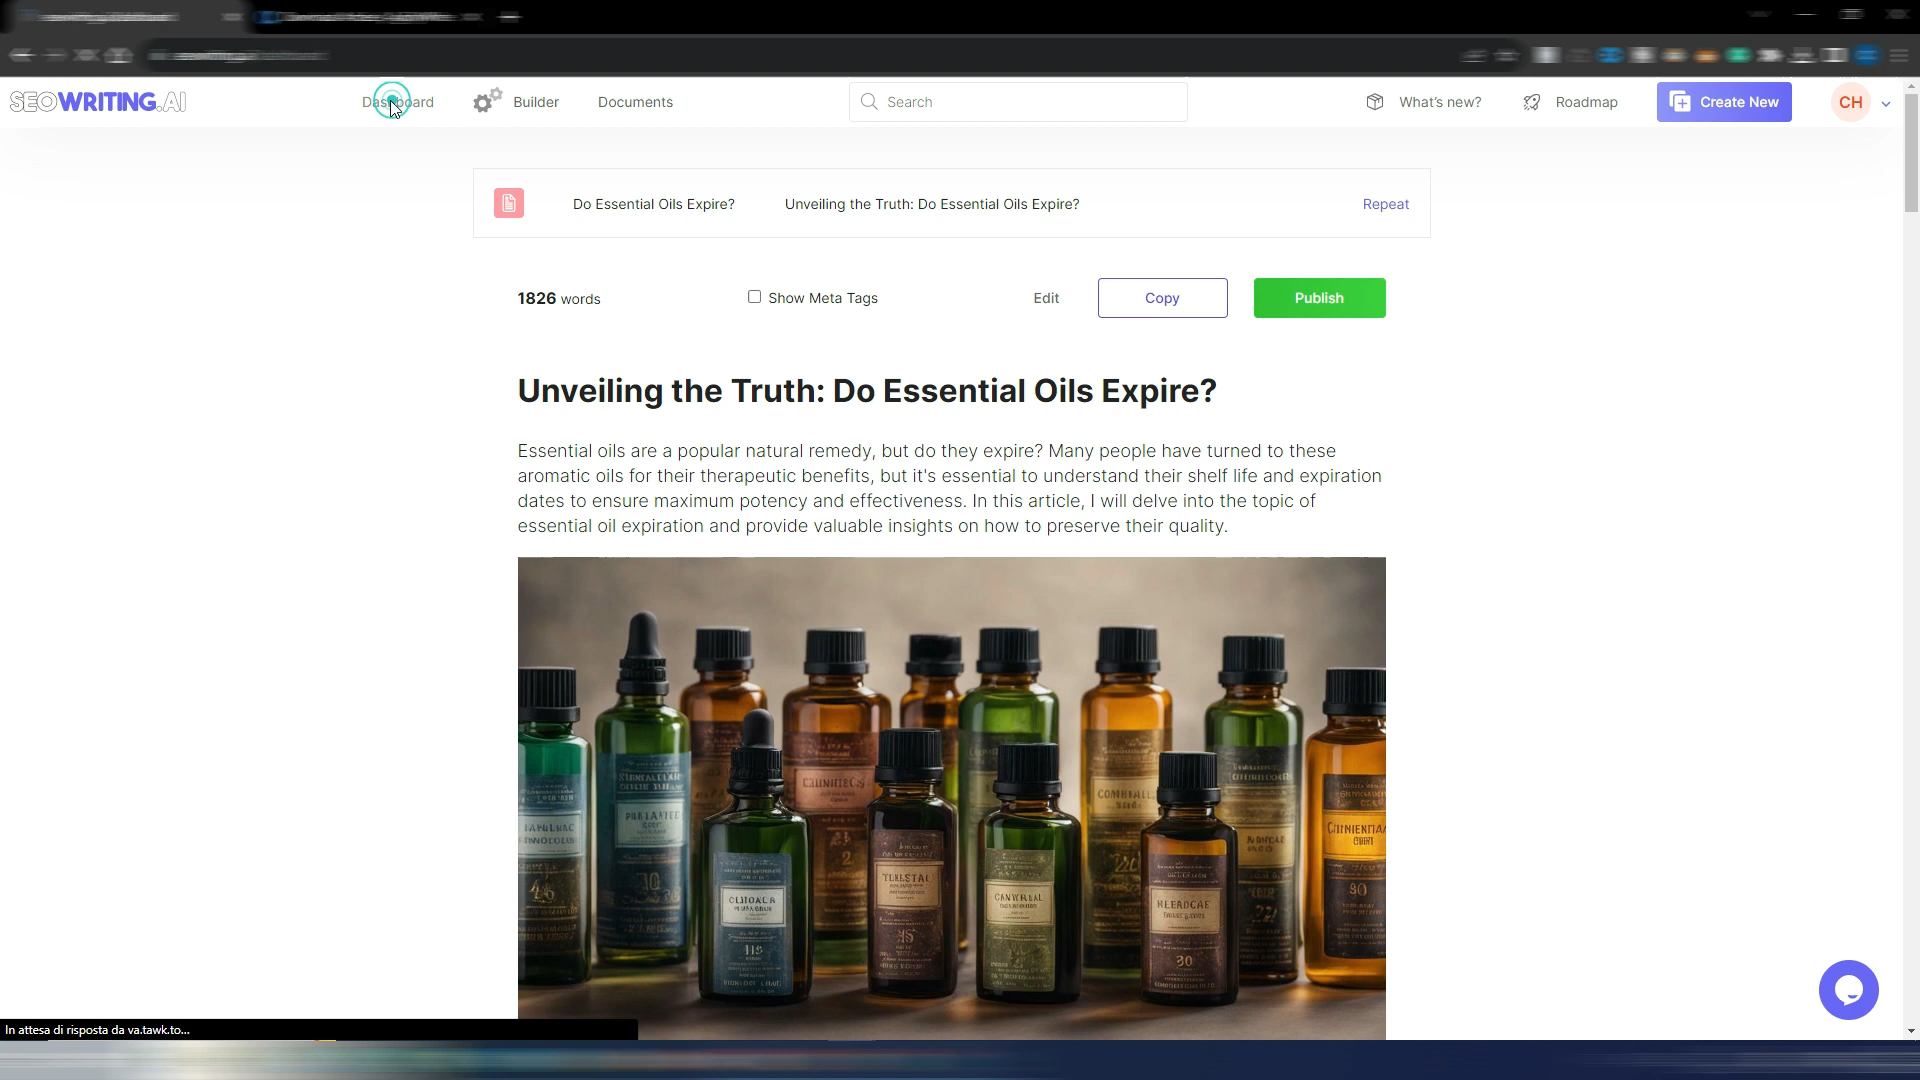 SEOWRITING.AI
Dashboard
Builder
Documents
Search
What's new?
Roadmap
Create New
CH
Do Essential Oils Expire?
Unveiling the Truth: Do Essential Oils Expire?
Repeat
1826 words
Show Meta Tags
Edit
Copy
Publish
Unveiling the Truth: Do Essential Oils Expire?
Essential oils are a popular natural remedy, but do they expire? Many people have turned to these
aromatic oils for their therapeutic benefits, but it's essential to understand their shelf life and expiration
dates to ensure maximum potency and effectiveness. In this article, I will delve into the topic of
essential oil expiration and provide valuable insights on how to preserve their quality.
In attesa di risposta da va.tawk.to...